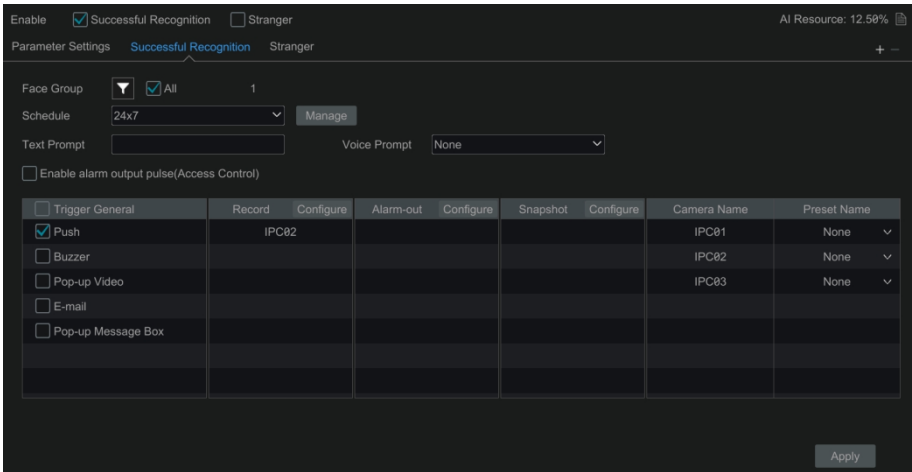 Enable Successful Recognition Stranger AI Resource: 12.50%
Parameter Settings Successful Recognition Stranger + −
Face Group All 1
Schedule 24x7 Manage
Text Prompt Voice Prompt None
Enable alarm output pulse(Access Control)
Trigger General Record Configure Alarm-out Configure Snapshot Configure Camera Name Preset Name
Push IPC02 IPC01 None
Buzzer IPC02 None
Pop-up Video IPC03 None
E-mail
Pop-up Message Box
Apply